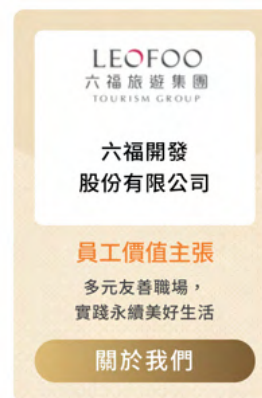 LEOFOO
六福旅遊集團
TOURISM GROUP
六福開發
股份有限公司
員工價值主張
多元友善職場，
實踐永續美好生活
關於我們